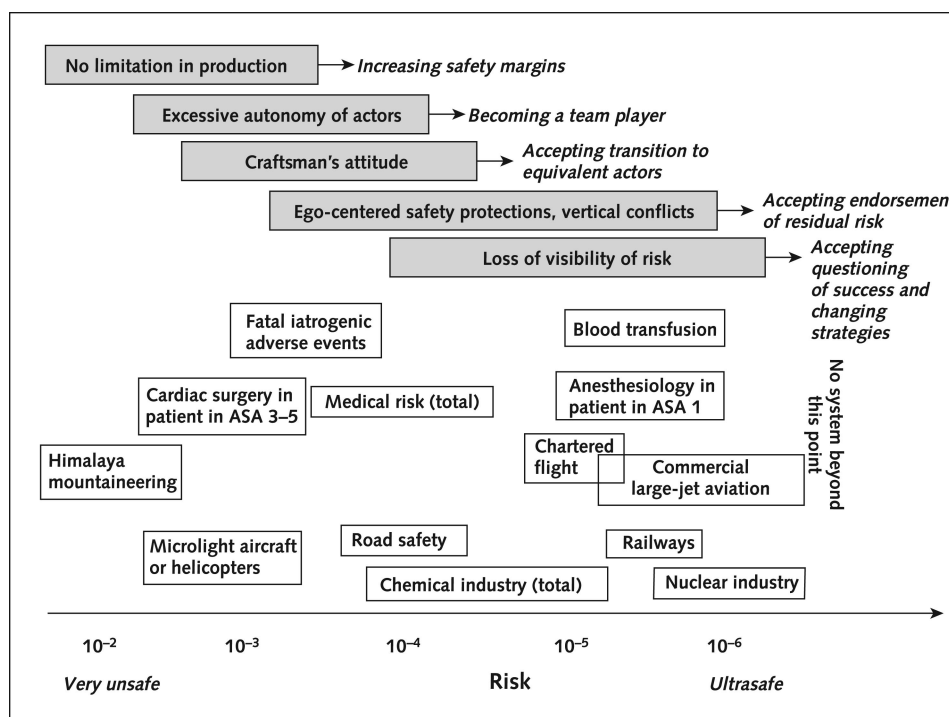 No limitation in production
Increasing safety margins
Excessive autonomy of actors
Becoming a team player
Craftsman's attitude
Accepting transition to
equivalent actors
Ego-centered safety protections, vertical conflicts
Accepting endorsemen
of residual risk
Loss of visibility of risk
Accepting
questioning
of success and
changing
strategies
Fatal iatrogenic
adverse events
Blood transfusion
Cardiac surgery in
patient in ASA 3–5
Medical risk (total)
Anesthesiology in
patient in ASA 1
No system beyond
this point
Himalaya
mountaineering
Chartered
flight
Commercial
large-jet aviation
Microlight aircraft
or helicopters
Road safety
Railways
Chemical industry (total)
Nuclear industry
10⁻² 10⁻³ 10⁻⁴ 10⁻⁵ 10⁻⁶
Very unsafe Risk Ultrasafe